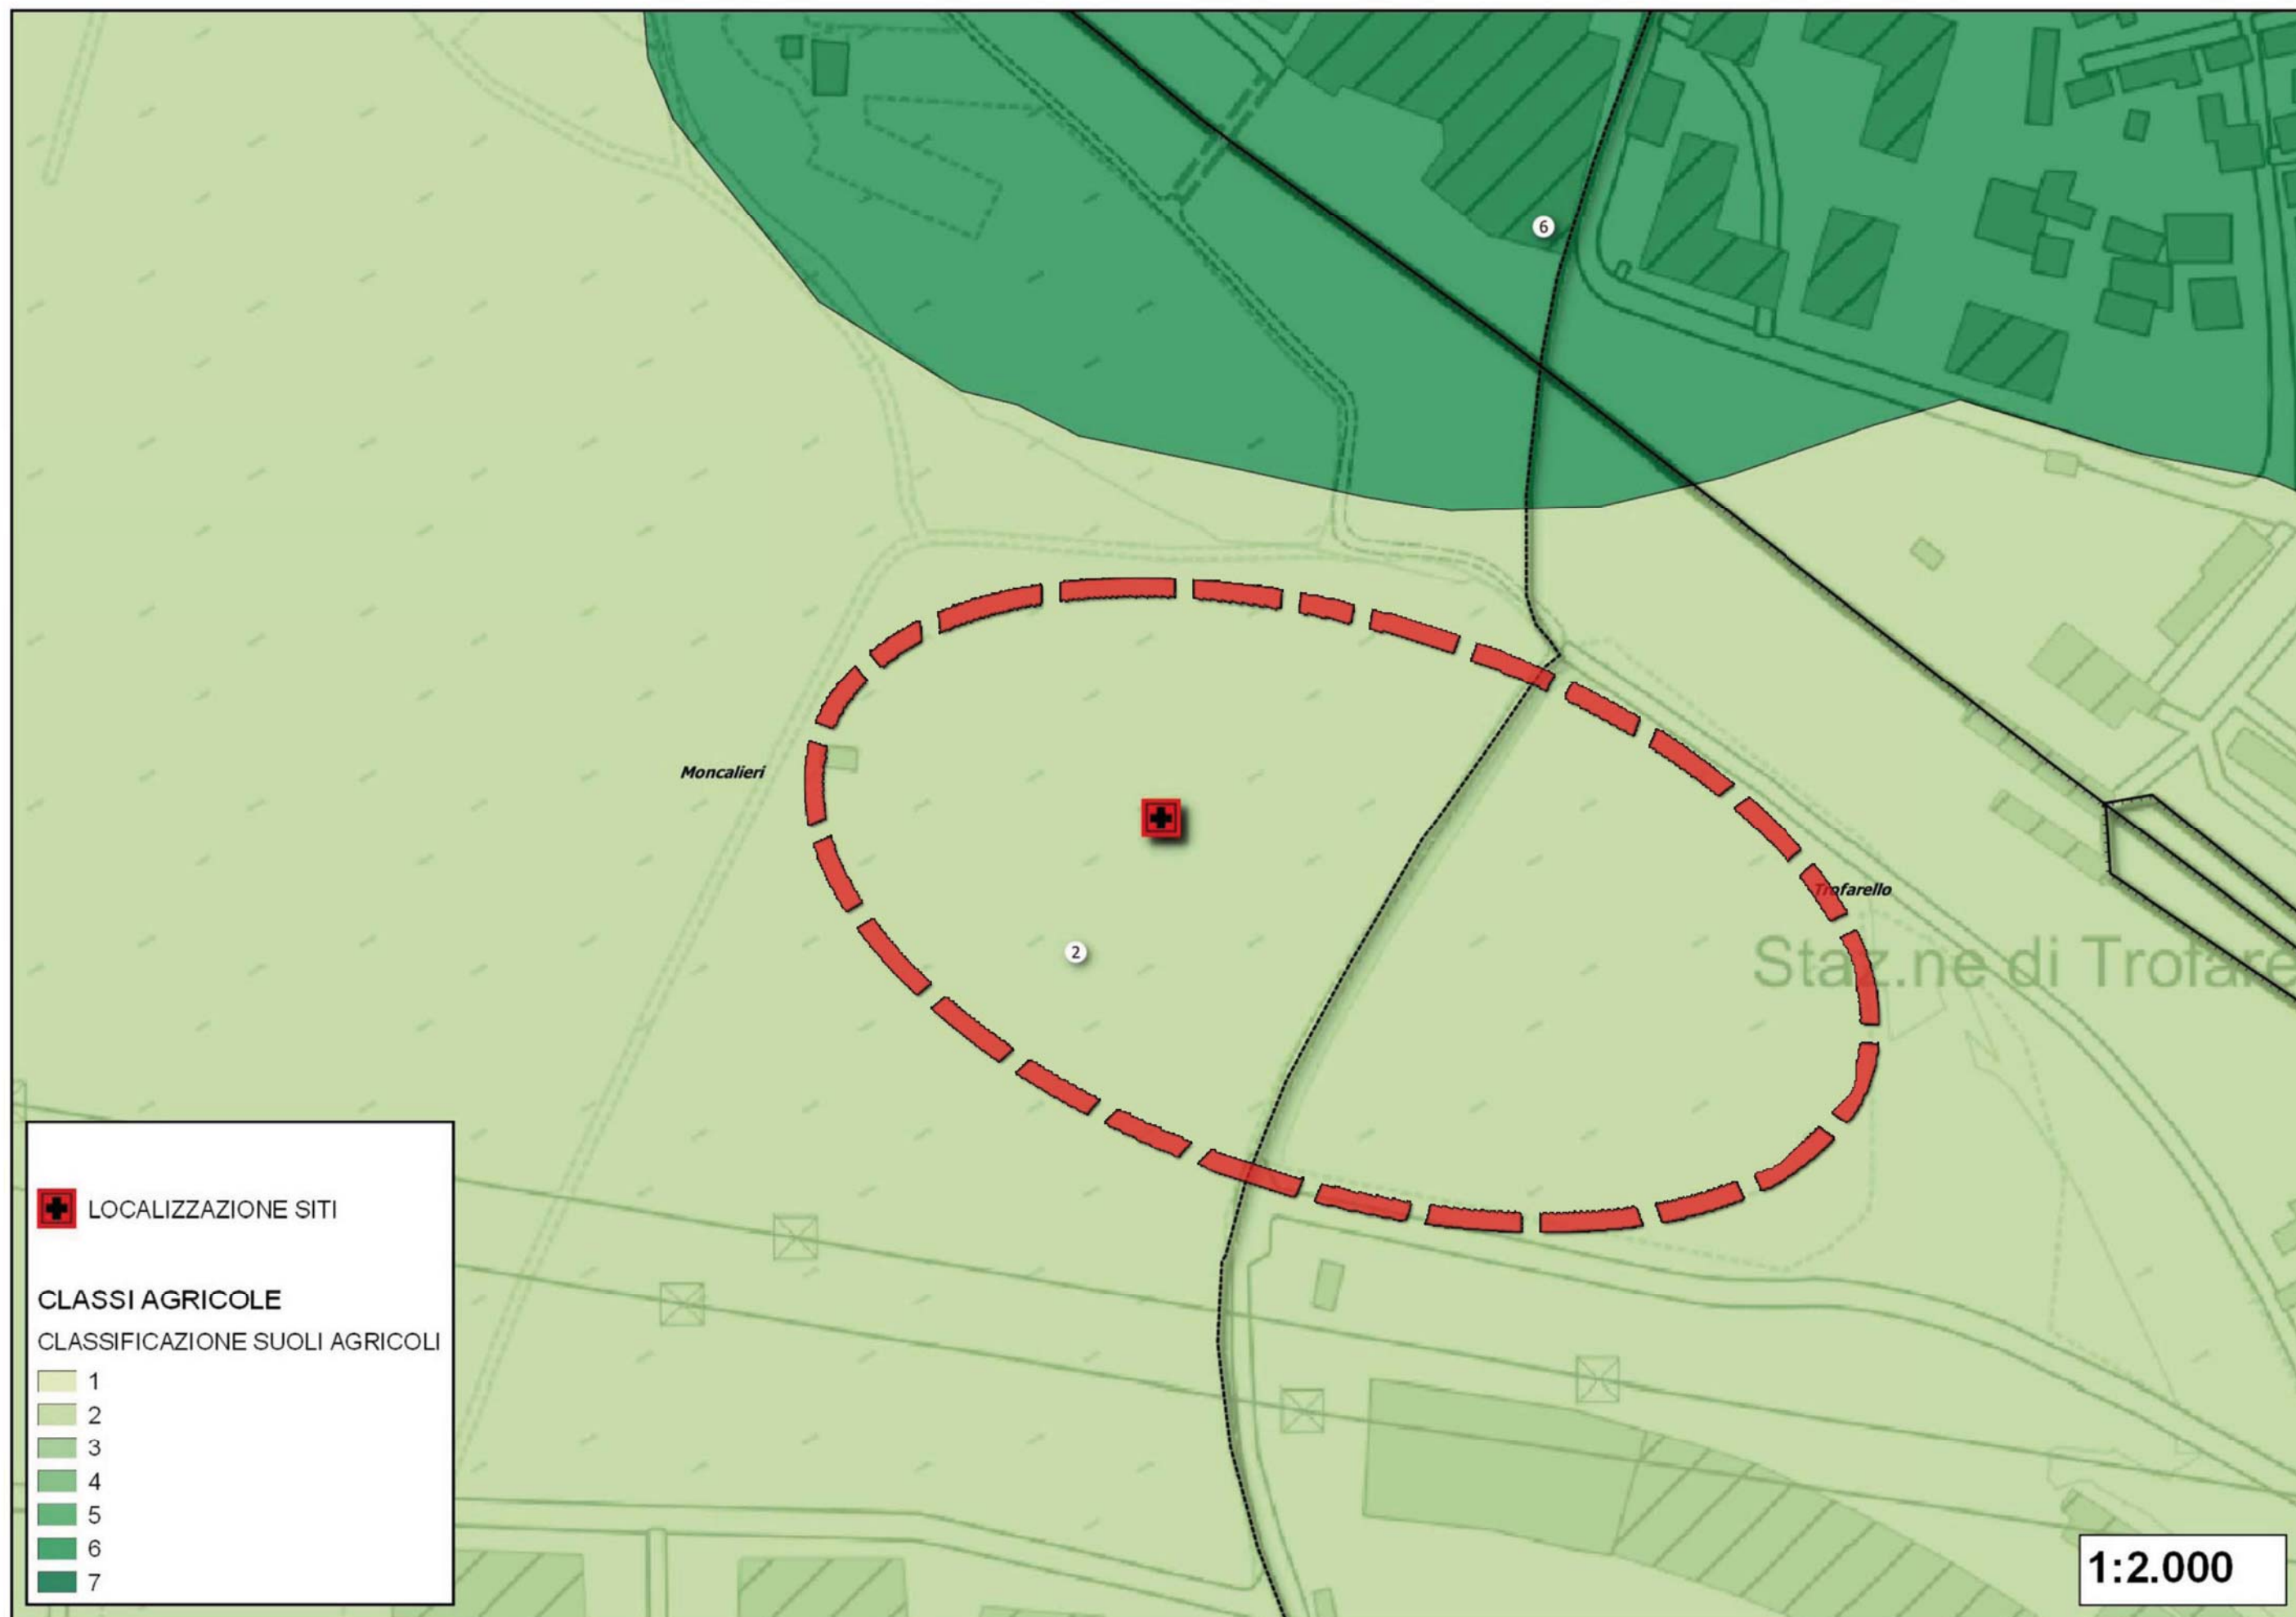 6
Moncalieri
Trofarello
Staz.ne di Trofare
2
LOCALIZZAZIONE SITI
CLASSI AGRICOLE
CLASSIFICAZIONE SUOLI AGRICOLI
1
2
3
4
5
6
7
1:2.000